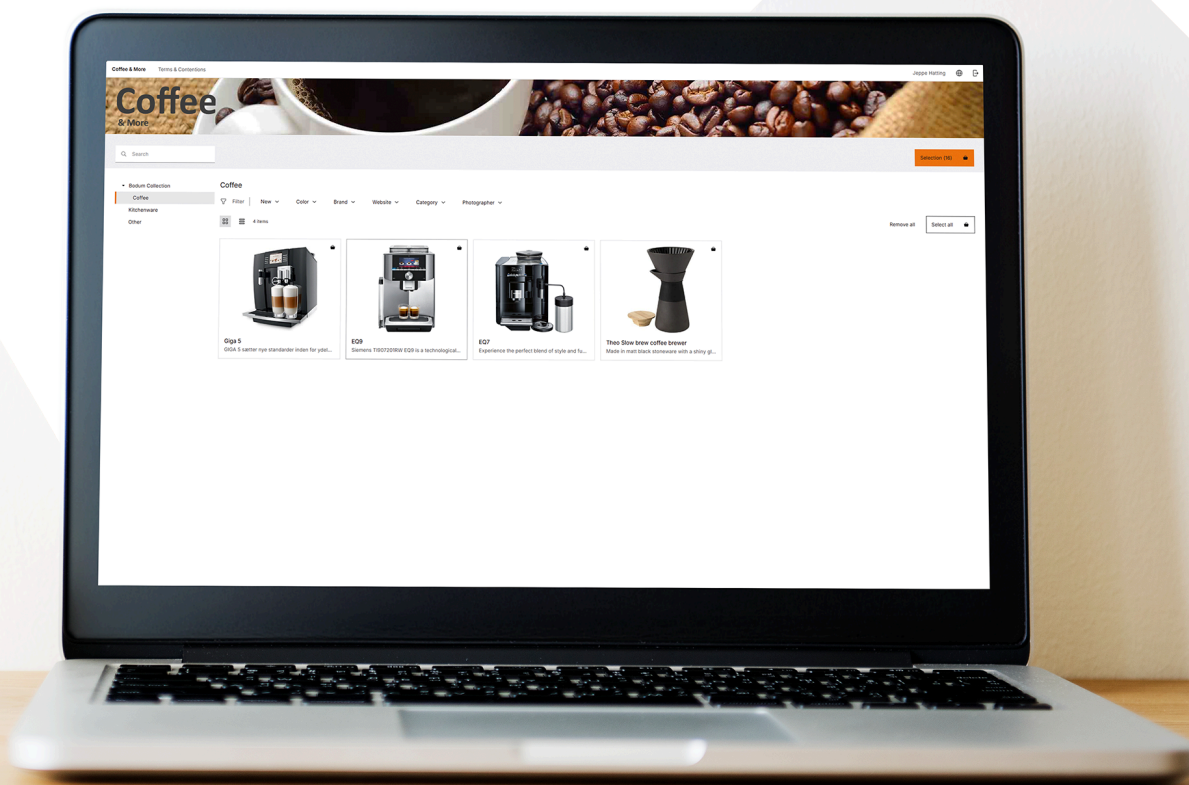 Coffee & More Terms & Contentions
Jeppe Hatting
Coffee
& More
Search
Selection (16)
Bodum Collection
Coffee
Kitchenware
Other
Coffee
Filter New Color Brand Website Category Photographer
4 items
Remove all Select all
Giga 5
GIGA 5 sætter nye standarder inden for ydel...
EQ9
Siemens TI907201RW EQ9 is a technological...
EQ7
Experience the perfect blend of style and fu...
Theo Slow brew coffee brewer
Made in matt black stoneware with a shiny gl...